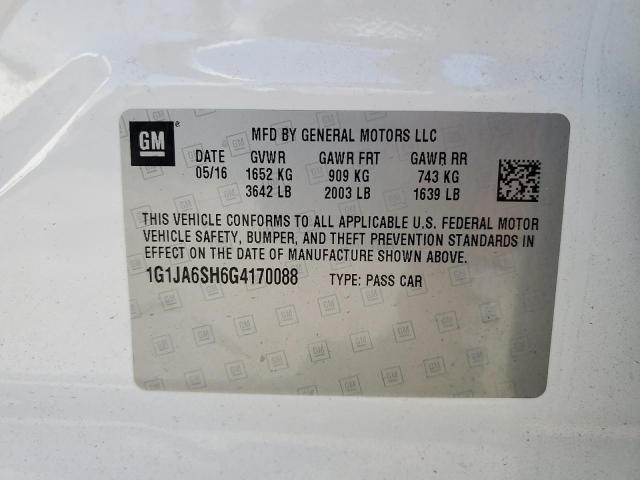 GM
MFD BY GENERAL MOTORS LLC
DATE GVWR GAWR FRT GAWR RR
05/16 1652 KG 909 KG 743 KG
3642 LB 2003 LB 1639 LB
THIS VEHICLE CONFORMS TO ALL APPLICABLE U.S. FEDERAL MOTOR
VEHICLE SAFETY, BUMPER, AND THEFT PREVENTION STANDARDS IN
EFFECT ON THE DATE OF MANUFACTURE SHOWN ABOVE.
1G1JA6SH6G4170088 TYPE: PASS CAR